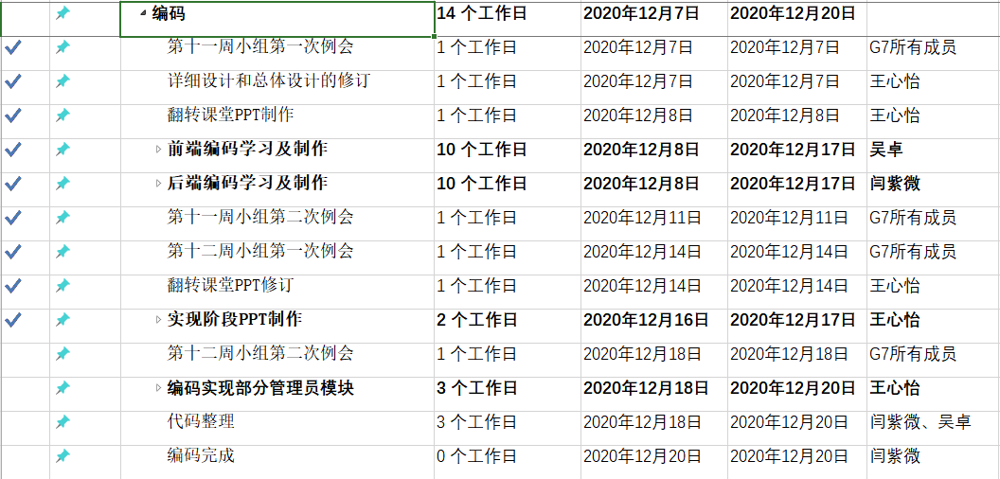 编码 14 个工作日 2020年12月7日 2020年12月20日
第十一周小组第一次例会 1 个工作日 2020年12月7日 2020年12月7日 G7所有成员
详细设计和总体设计的修订 1 个工作日 2020年12月7日 2020年12月7日 王心怡
翻转课堂PPT制作 1 个工作日 2020年12月8日 2020年12月8日 王心怡
前端编码学习及制作 10 个工作日 2020年12月8日 2020年12月17日 吴卓
后端编码学习及制作 10 个工作日 2020年12月8日 2020年12月17日 闫紫微
第十一周小组第二次例会 1 个工作日 2020年12月11日 2020年12月11日 G7所有成员
第十二周小组第一次例会 1 个工作日 2020年12月14日 2020年12月14日 G7所有成员
翻转课堂PPT修订 1 个工作日 2020年12月14日 2020年12月14日 王心怡
实现阶段PPT制作 2 个工作日 2020年12月16日 2020年12月17日 王心怡
第十二周小组第二次例会 1 个工作日 2020年12月18日 2020年12月18日 G7所有成员
编码实现部分管理员模块 3 个工作日 2020年12月18日 2020年12月20日 王心怡
代码整理 3 个工作日 2020年12月18日 2020年12月20日 闫紫微、吴卓
编码完成 0 个工作日 2020年12月20日 2020年12月20日 闫紫微